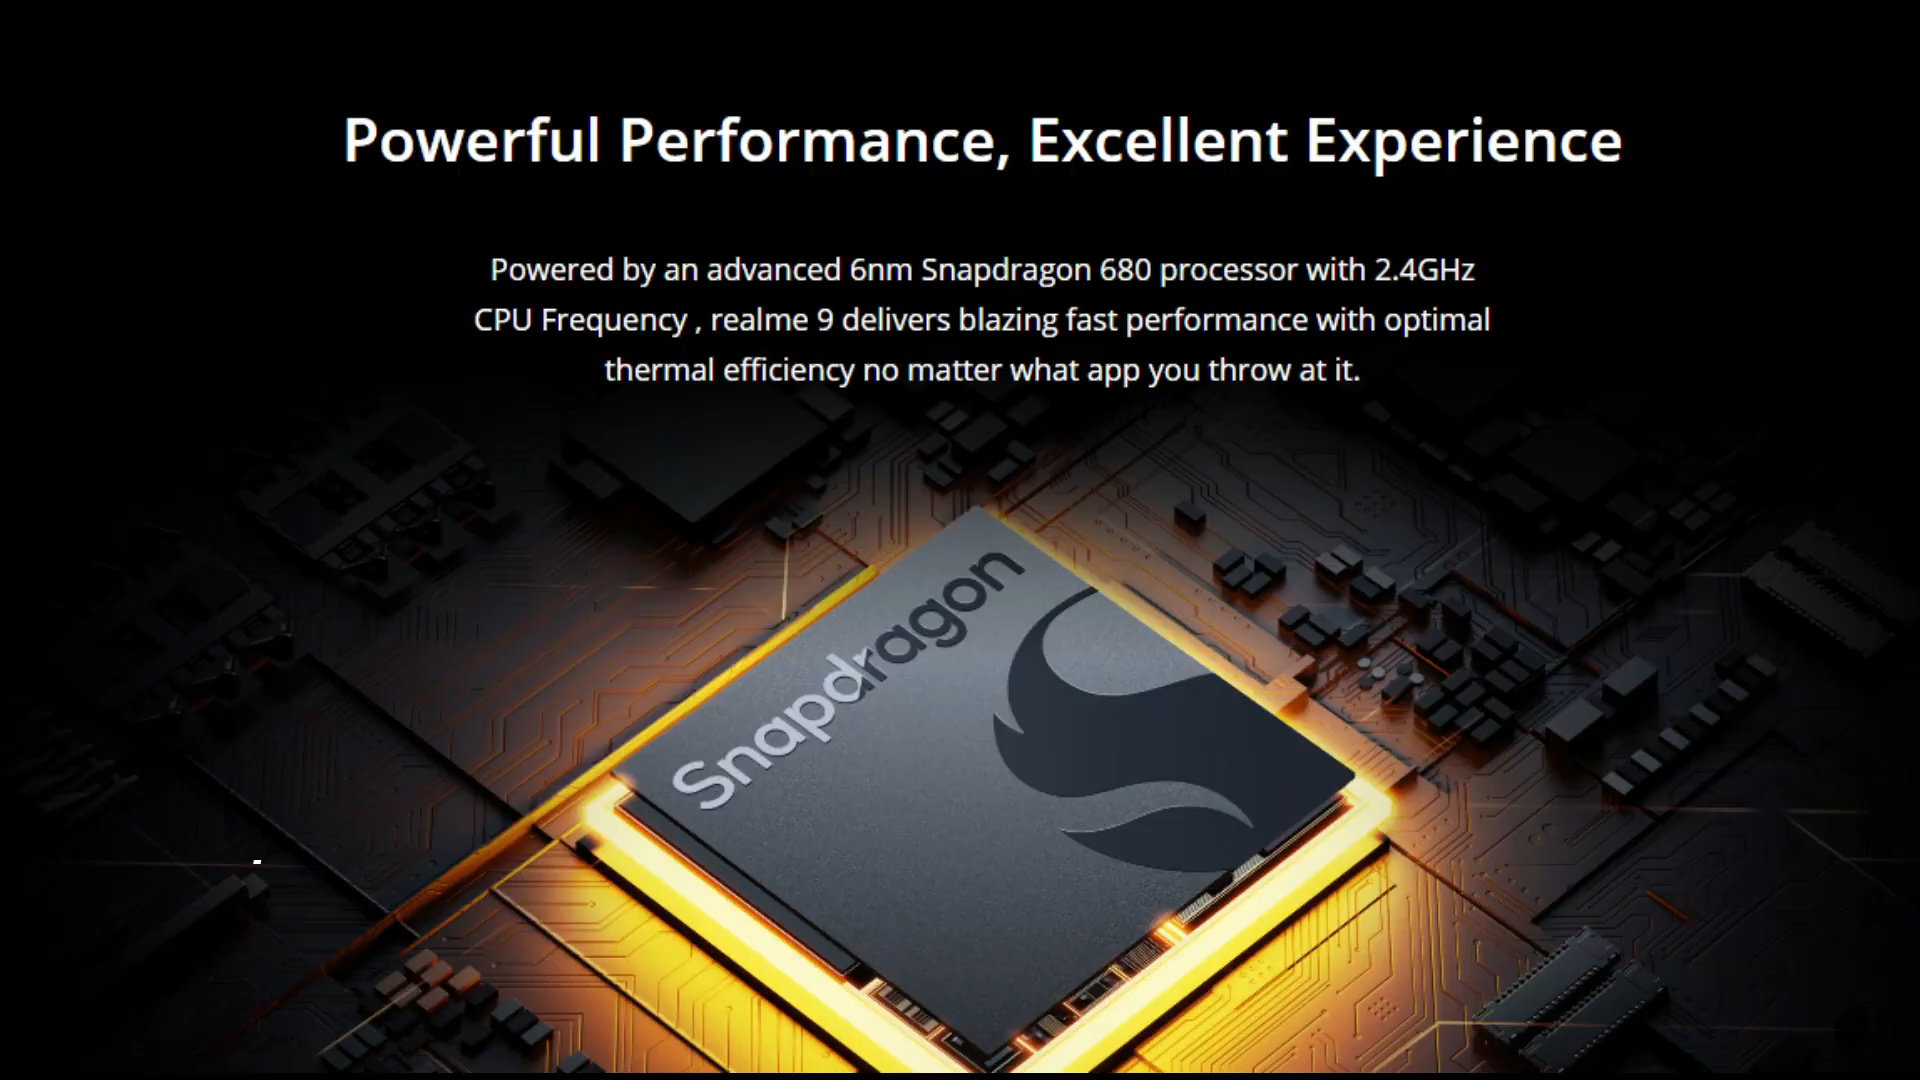 Powerful Performance, Excellent Experience
Powered by an advanced 6nm Snapdragon 680 processor with 2.4GHz
CPU Frequency , realme 9 delivers blazing fast performance with optimal
thermal efficiency no matter what app you throw at it.
Snapdragon